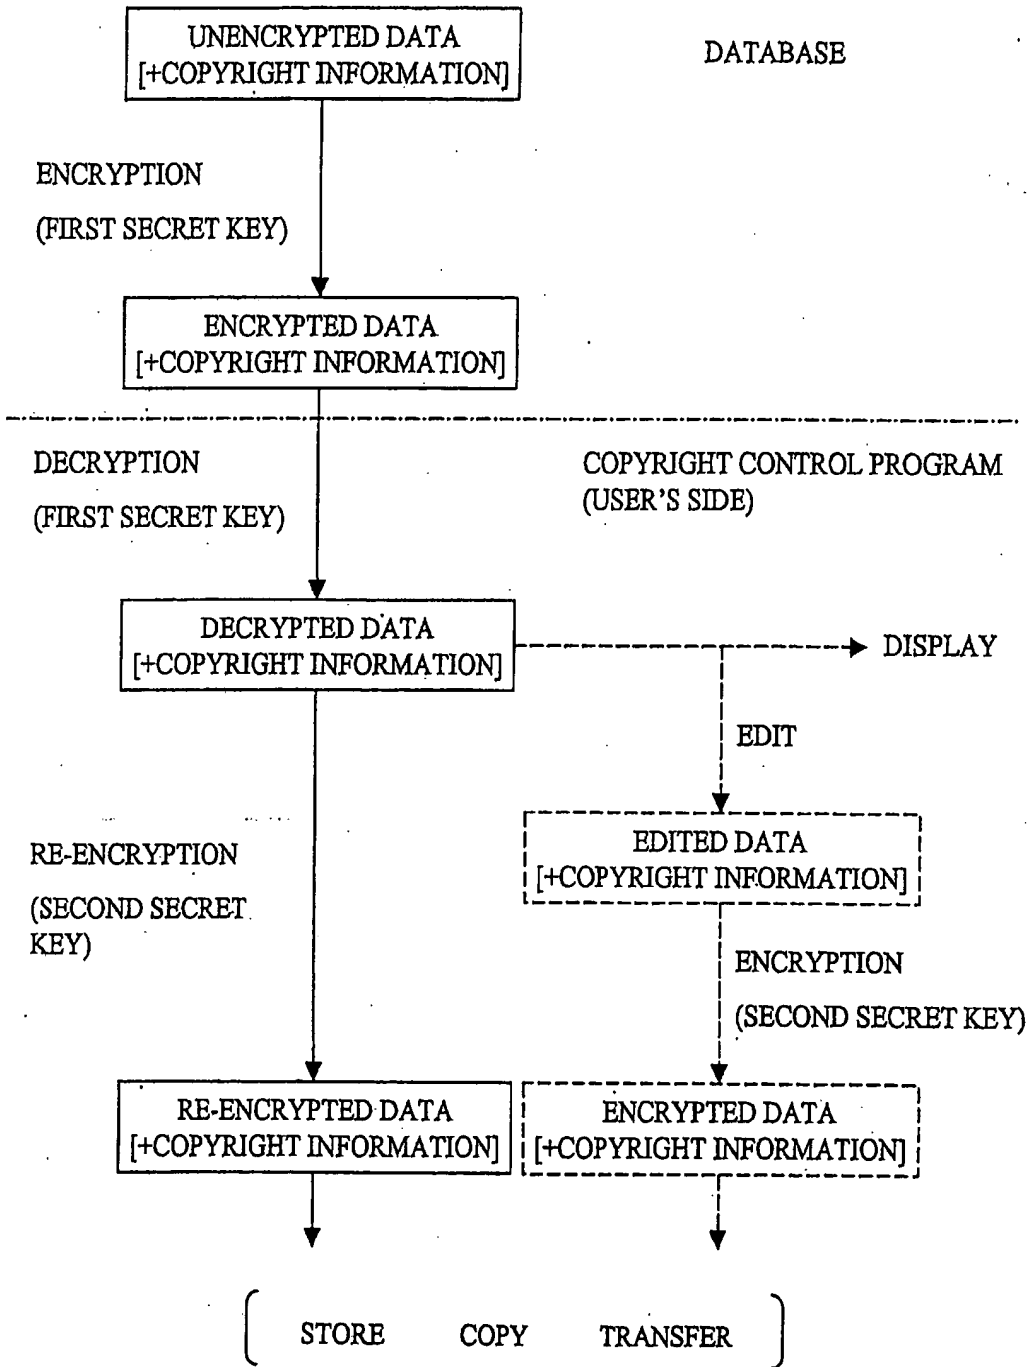 UNENCRYPTED DATA
[+COPYRIGHT INFORMATION]
DATABASE
ENCRYPTION
(FIRST SECRET KEY)
ENCRYPTED DATA
[+COPYRIGHT INFORMATION]
DECRYPTION
(FIRST SECRET KEY)
COPYRIGHT CONTROL PROGRAM
(USER'S SIDE)
DECRYPTED DATA
[+COPYRIGHT INFORMATION]
DISPLAY
EDIT
EDITED DATA
[+COPYRIGHT INFORMATION]
RE-ENCRYPTION
(SECOND SECRET
KEY)
ENCRYPTION
(SECOND SECRET KEY)
RE-ENCRYPTED DATA
[+COPYRIGHT INFORMATION]
ENCRYPTED DATA
[+COPYRIGHT INFORMATION]
STORE COPY TRANSFER